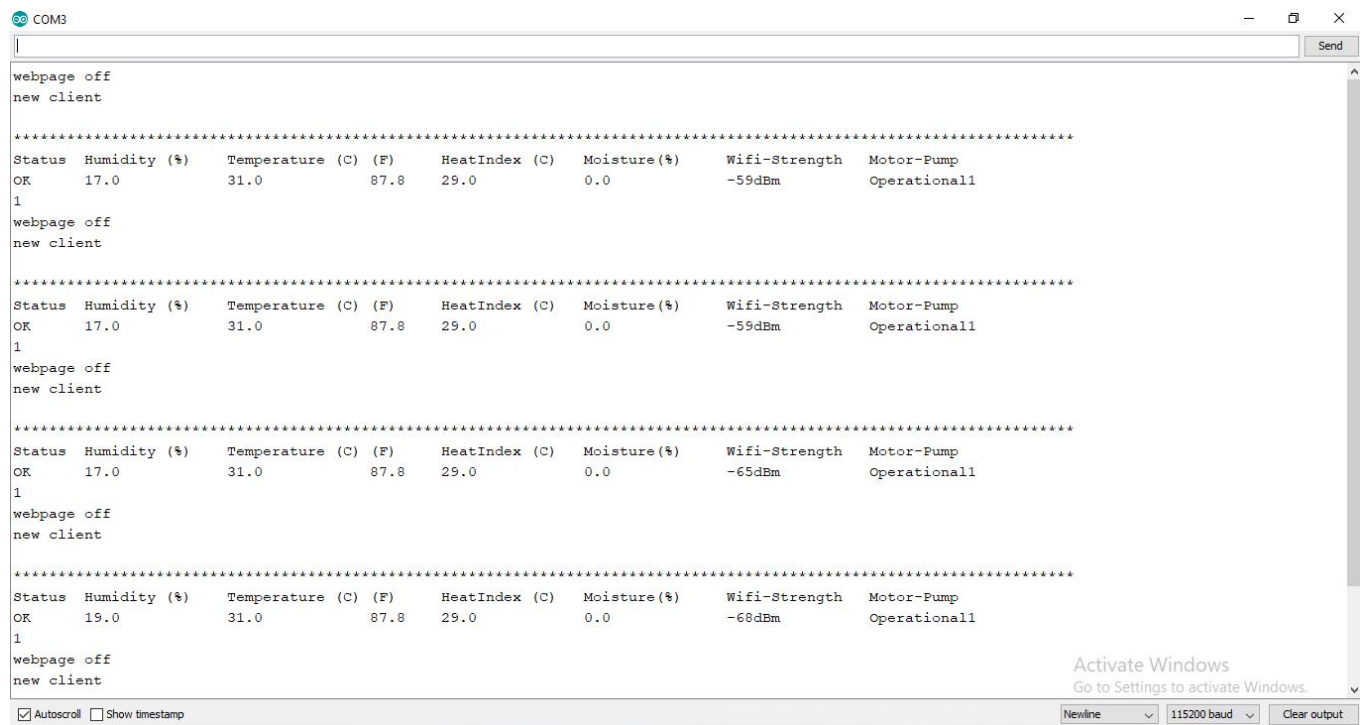 COM3
Send
webpage off
new client
***********************************************************************************************************************
Status Humidity (%) Temperature (C) (F) HeatIndex (C) Moisture(%) Wifi-Strength Motor-Pump
OK 17.0 31.0 87.8 29.0 0.0 -59dBm Operational1
1
webpage off
new client
***********************************************************************************************************************
Status Humidity (%) Temperature (C) (F) HeatIndex (C) Moisture(%) Wifi-Strength Motor-Pump
OK 17.0 31.0 87.8 29.0 0.0 -59dBm Operational1
1
webpage off
new client
***********************************************************************************************************************
Status Humidity (%) Temperature (C) (F) HeatIndex (C) Moisture(%) Wifi-Strength Motor-Pump
OK 17.0 31.0 87.8 29.0 0.0 -65dBm Operational1
1
webpage off
new client
***********************************************************************************************************************
Status Humidity (%) Temperature (C) (F) HeatIndex (C) Moisture(%) Wifi-Strength Motor-Pump
OK 19.0 31.0 87.8 29.0 0.0 -68dBm Operational1
1
webpage off
new client
Activate Windows
Go to Settings to activate Windows.
Autoscroll Show timestamp Newline 115200 baud Clear output